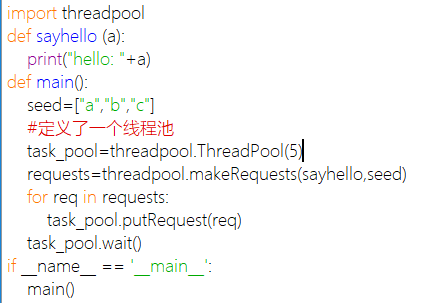 import threadpool
def sayhello (a):
    print("hello: "+a)
def main():
    seed=["a","b","c"]
    #定义了一个线程池
    task_pool=threadpool.ThreadPool(5)
    requests=threadpool.makeRequests(sayhello,seed)
    for req in requests:
        task_pool.putRequest(req)
    task_pool.wait()
if __name__ == '__main__':
    main()